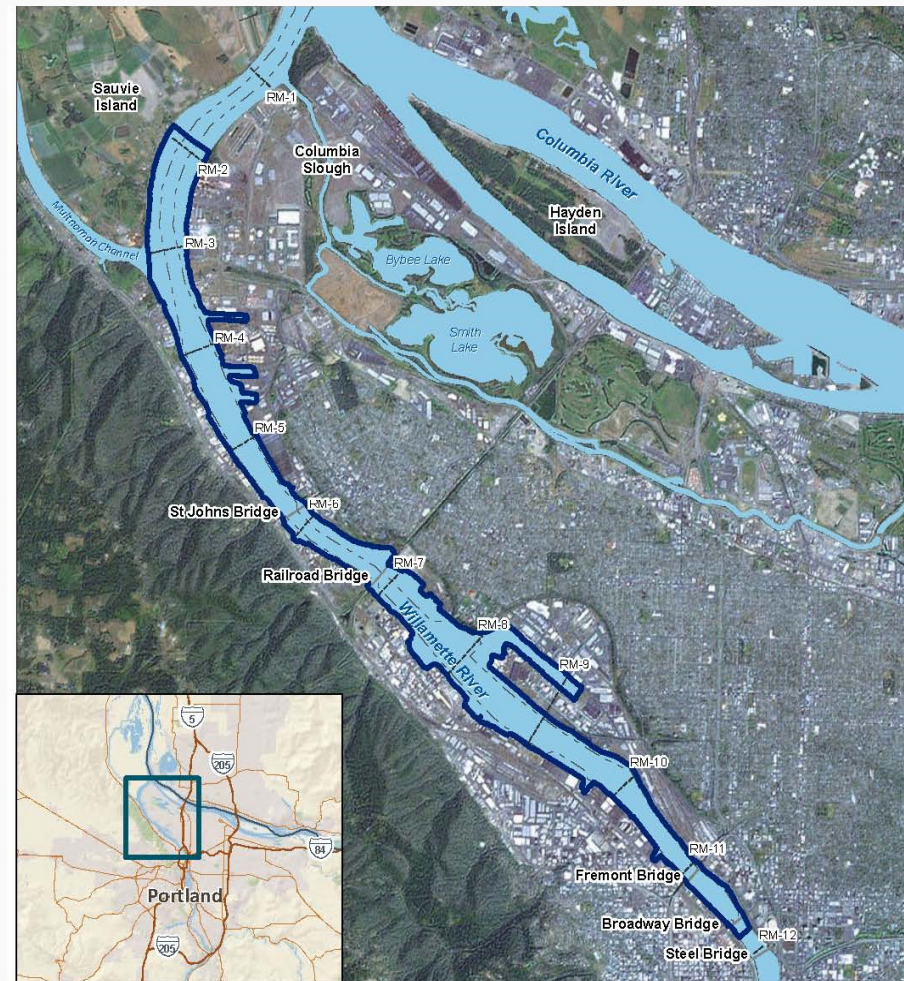 Sauvie
Island
RM-1
Columbia
Slough
Columbia River
RM-2
Hayden
Island
Multnomah Channel
RM-3
Bybee Lake
Smith
Lake
RM-4
RM-5
RM-6
St Johns Bridge
RM-7
Railroad Bridge
Willamette River
RM-8
RM-9
RM-10
RM-11
Fremont Bridge
Broadway Bridge
RM-12
Steel Bridge
5
205
84
Portland
205